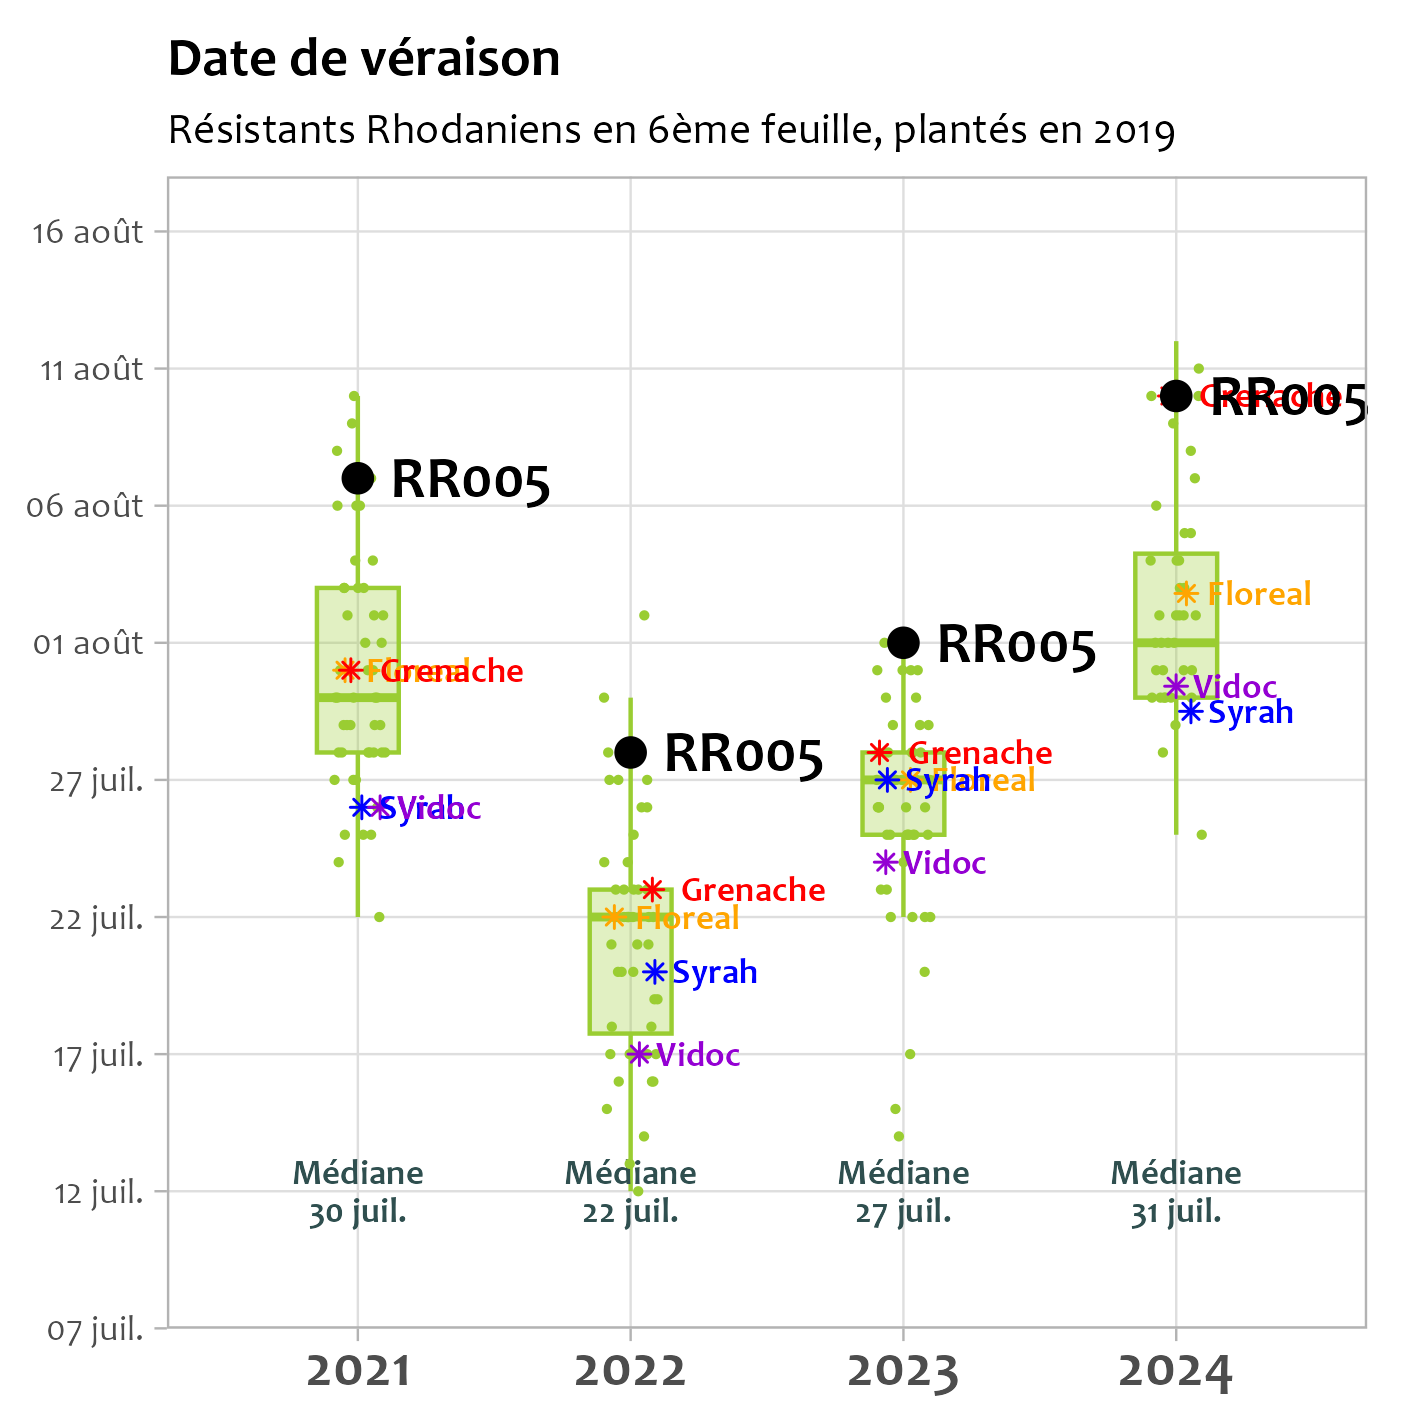 Date de véraison
Résistants Rhodaniens en 6ème feuille, plantés en 2019
16 août
11 août
06 août
01 août
27 juil.
22 juil.
17 juil.
12 juil.
07 juil.
RR005
Floreal
Grenache
Syrah
Vidoc
Médiane
30 juil.
RR005
Grenache
Floreal
Syrah
Vidoc
Médiane
22 juil.
RR005
Grenache
Syrah
Floreal
Vidoc
Médiane
27 juil.
Grenache
RR005
Floreal
Vidoc
Syrah
Médiane
31 juil.
2021
2022
2023
2024